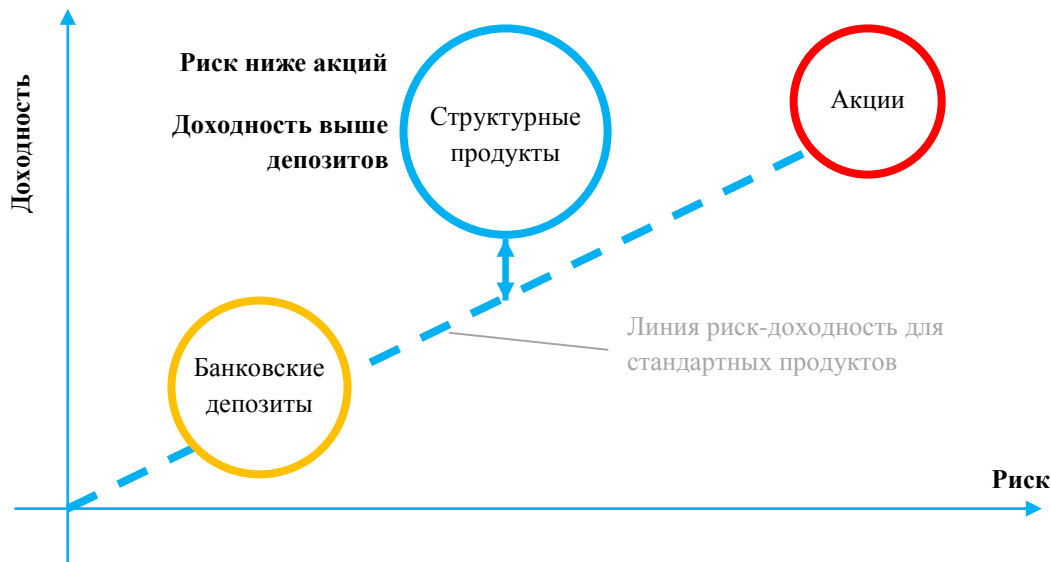 Доходность
Риск ниже акций
Доходность выше
депозитов
Структурные
продукты
Акции
Банковские
депозиты
Линия риск-доходность для
стандартных продуктов
Риск